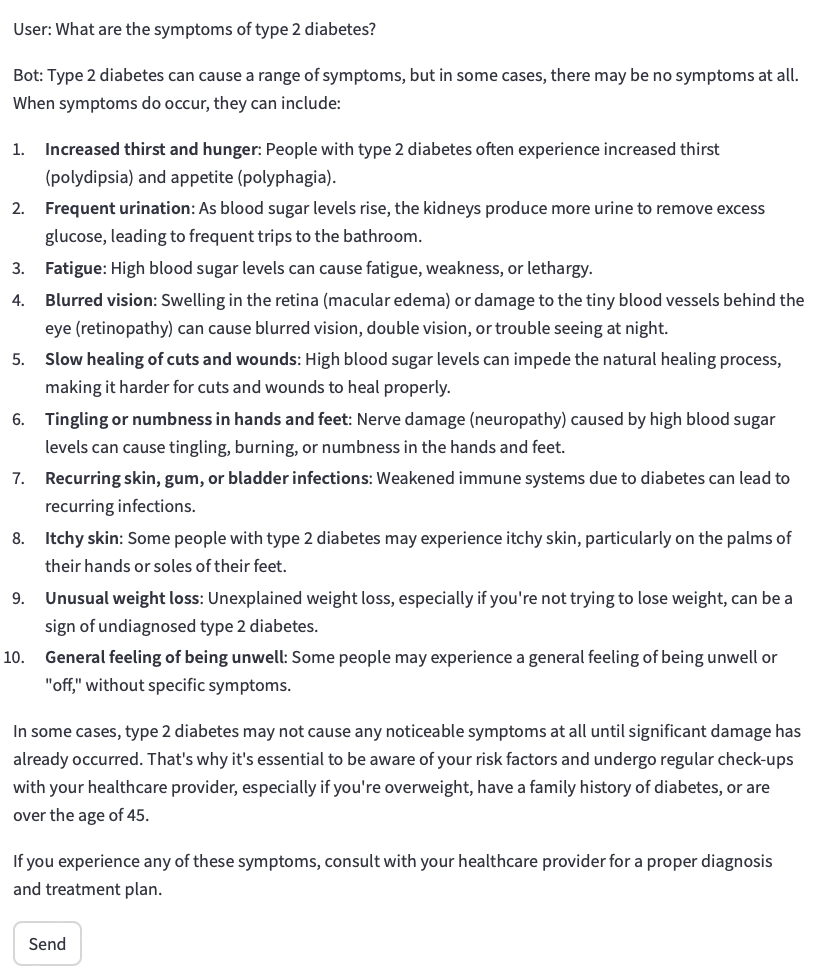 User: What are the symptoms of type 2 diabetes?
Bot: Type 2 diabetes can cause a range of symptoms, but in some cases, there may be no symptoms at all.
When symptoms do occur, they can include:
1. Increased thirst and hunger: People with type 2 diabetes often experience increased thirst
(polydipsia) and appetite (polyphagia).
2. Frequent urination: As blood sugar levels rise, the kidneys produce more urine to remove excess
glucose, leading to frequent trips to the bathroom.
3. Fatigue: High blood sugar levels can cause fatigue, weakness, or lethargy.
4. Blurred vision: Swelling in the retina (macular edema) or damage to the tiny blood vessels behind the
eye (retinopathy) can cause blurred vision, double vision, or trouble seeing at night.
5. Slow healing of cuts and wounds: High blood sugar levels can impede the natural healing process,
making it harder for cuts and wounds to heal properly.
6. Tingling or numbness in hands and feet: Nerve damage (neuropathy) caused by high blood sugar
levels can cause tingling, burning, or numbness in the hands and feet.
7. Recurring skin, gum, or bladder infections: Weakened immune systems due to diabetes can lead to
recurring infections.
8. Itchy skin: Some people with type 2 diabetes may experience itchy skin, particularly on the palms of
their hands or soles of their feet.
9. Unusual weight loss: Unexplained weight loss, especially if you're not trying to lose weight, can be a
sign of undiagnosed type 2 diabetes.
10. General feeling of being unwell: Some people may experience a general feeling of being unwell or
"off," without specific symptoms.
In some cases, type 2 diabetes may not cause any noticeable symptoms at all until significant damage has
already occurred. That's why it's essential to be aware of your risk factors and undergo regular check-ups
with your healthcare provider, especially if you're overweight, have a family history of diabetes, or are
over the age of 45.
If you experience any of these symptoms, consult with your healthcare provider for a proper diagnosis
and treatment plan.
Send